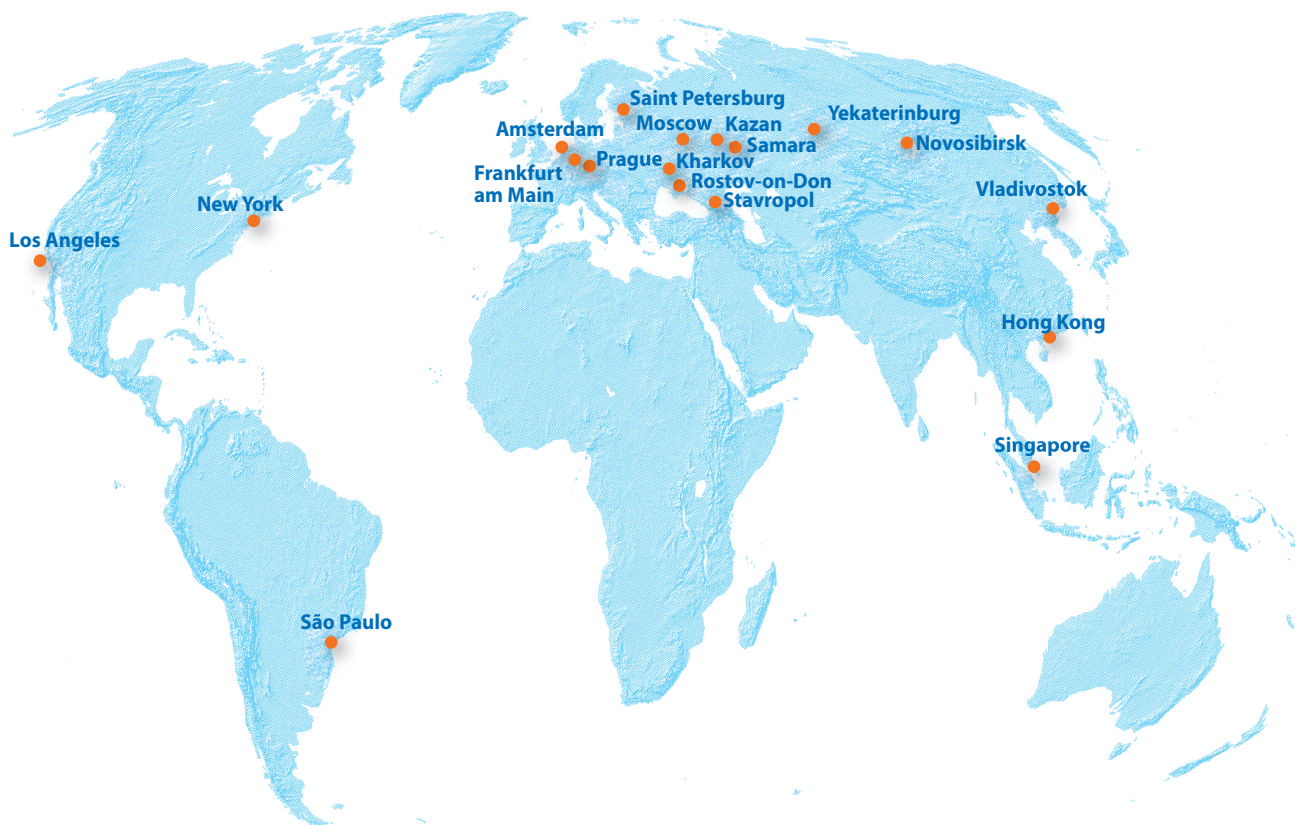 Saint Petersburg
Yekaterinburg
Moscow
Kazan
Amsterdam
Samara
Novosibirsk
Prague
Kharkov
Frankfurt
am Main
Rostov-on-Don
Stavropol
Vladivostok
New York
Los Angeles
Hong Kong
Singapore
São Paulo